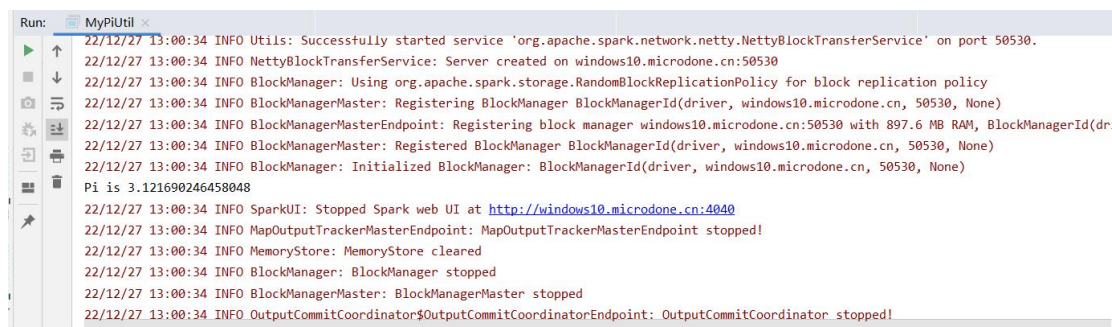 Run: MyPiUtil
22/12/27 13:00:34 INFO Utils: Successfully started service 'org.apache.spark.network.netty.NettyBlockTransferService' on port 50530.
22/12/27 13:00:34 INFO NettyBlockTransferService: Server created on windows10.microdone.cn:50530
22/12/27 13:00:34 INFO BlockManager: Using org.apache.spark.storage.RandomBlockReplicationPolicy for block replication policy
22/12/27 13:00:34 INFO BlockManagerMaster: Registering BlockManager BlockManagerId(driver, windows10.microdone.cn, 50530, None)
22/12/27 13:00:34 INFO BlockManagerMasterEndpoint: Registering block manager windows10.microdone.cn:50530 with 897.6 MB RAM, BlockManagerId(dr
22/12/27 13:00:34 INFO BlockManagerMaster: Registered BlockManager BlockManagerId(driver, windows10.microdone.cn, 50530, None)
22/12/27 13:00:34 INFO BlockManager: Initialized BlockManager: BlockManagerId(driver, windows10.microdone.cn, 50530, None)
Pi is 3.121690246458048
22/12/27 13:00:34 INFO SparkUI: Stopped Spark web UI at http://windows10.microdone.cn:4040
22/12/27 13:00:34 INFO MapOutputTrackerMasterEndpoint: MapOutputTrackerMasterEndpoint stopped!
22/12/27 13:00:34 INFO MemoryStore: MemoryStore cleared
22/12/27 13:00:34 INFO BlockManager: BlockManager stopped
22/12/27 13:00:34 INFO BlockManagerMaster: BlockManagerMaster stopped
22/12/27 13:00:34 INFO OutputCommitCoordinator$OutputCommitCoordinatorEndpoint: OutputCommitCoordinator stopped!